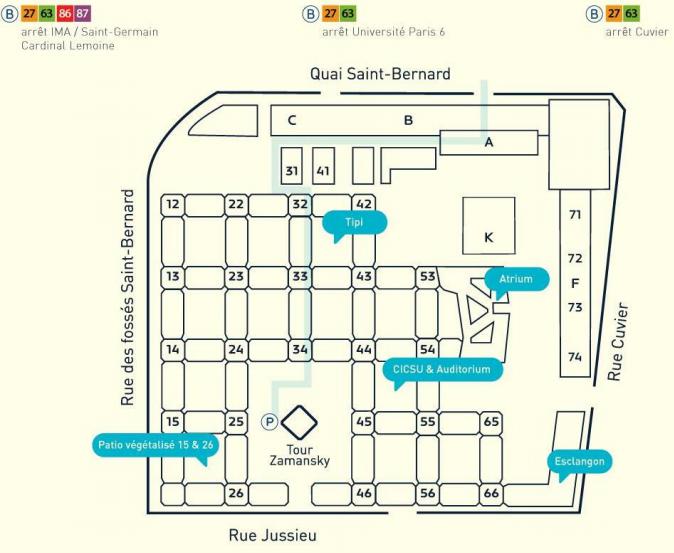 B 27 63 86 87
arrêt IMA / Saint-Germain
Cardinal Lemoine
B 27 63
arrêt Université Paris 6
B 27 63
arrêt Cuvier
Quai Saint-Bernard
C B
A
31 41
12 22 32 42
Tipi
71
K
72
13 23 33 43 53
Atrium
F
73
14 24 34 44 54
74
CICSU & Auditorium
15 25 P 45 55 65
Tour
Zamansky
Patio végétalisé 15 & 26
Esclangon
26 46 56 66
Rue des fossés Saint-Bernard
Rue Cuvier
Rue Jussieu